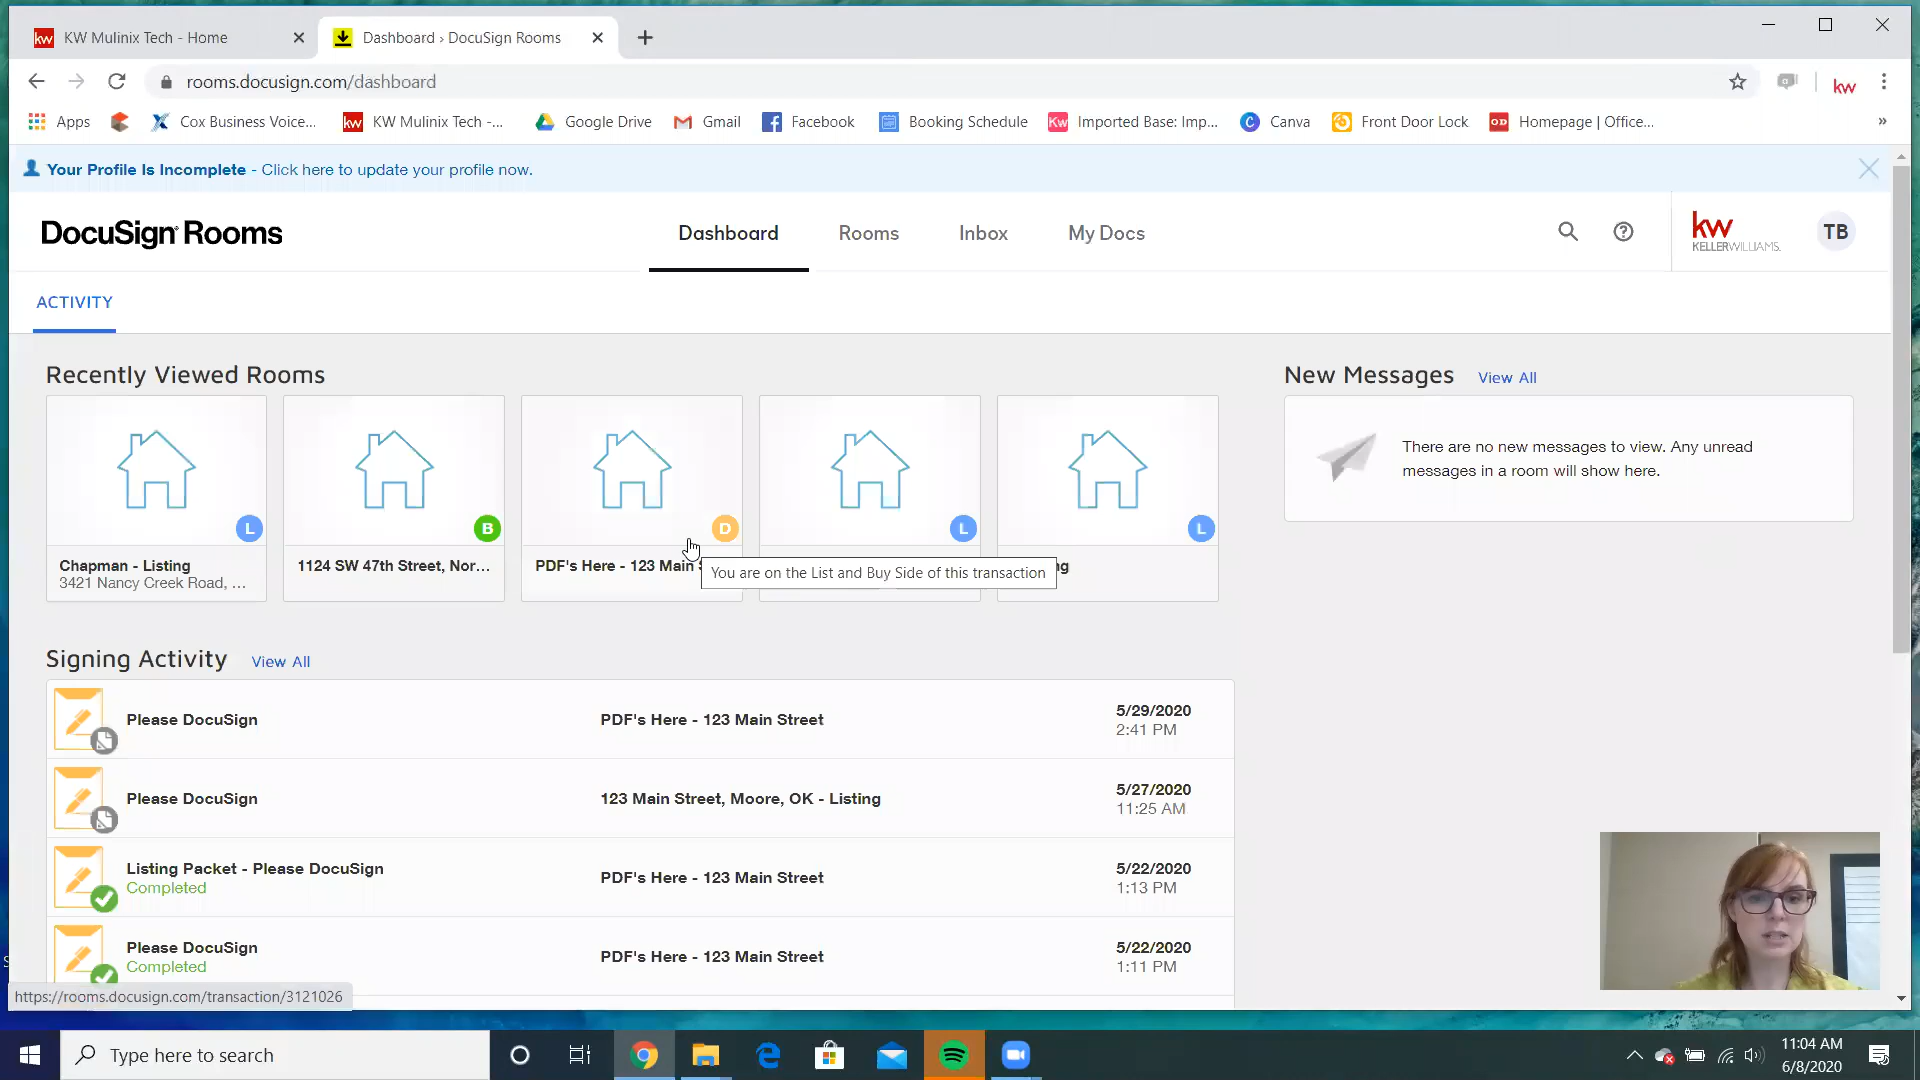 KW Mulinix Tech - Home
Dashboard › DocuSign Rooms
rooms.docusign.com/dashboard
Apps
Cox Business Voice...
KW Mulinix Tech -...
Google Drive
Gmail
Facebook
Booking Schedule
Imported Base: Imp...
Canva
Front Door Lock
Homepage | Office...
»
Your Profile Is Incomplete - Click here to update your profile now.
DocuSign Rooms
Dashboard
Rooms
Inbox
My Docs
kw
KELLERWILLIAMS.
TB
ACTIVITY
Recently Viewed Rooms
New Messages
View All
L
B
D
L
L
Chapman - Listing
3421 Nancy Creek Road, ...
1124 SW 47th Street, Nor...
PDF's Here - 123 Main
You are on the List and Buy Side of this transaction
There are no new messages to view. Any unread
messages in a room will show here.
Signing Activity
View All
Please DocuSign
PDF's Here - 123 Main Street
5/29/2020
2:41 PM
Please DocuSign
123 Main Street, Moore, OK - Listing
5/27/2020
11:25 AM
Listing Packet - Please DocuSign
Completed
PDF's Here - 123 Main Street
5/22/2020
1:13 PM
Please DocuSign
Completed
PDF's Here - 123 Main Street
5/22/2020
1:11 PM
https://rooms.docusign.com/transaction/3121026
Type here to search
11:04 AM
6/8/2020